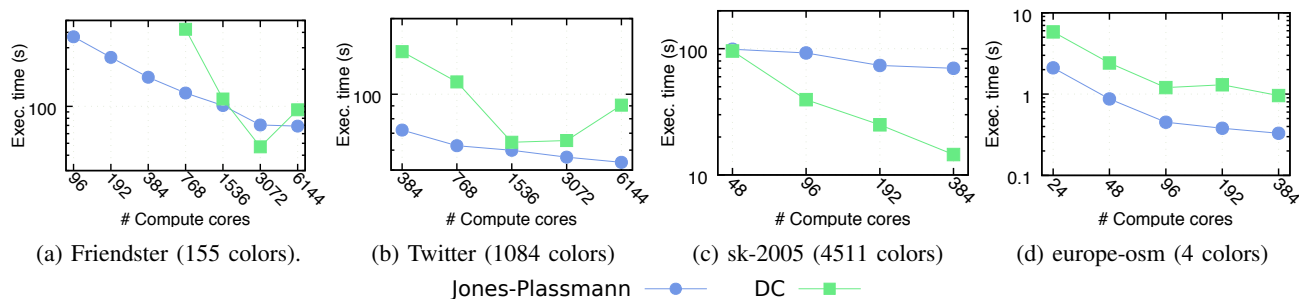 Exec. time (s)
100
96
192
384
768
1536
3072
6144
# Compute cores
(a) Friendster (155 colors).
Exec. time (s)
100
384
768
1536
3072
6144
# Compute cores
(b) Twitter (1084 colors)
Exec. time (s)
100
10
48
96
192
384
# Compute cores
(c) sk-2005 (4511 colors)
Exec. time (s)
10
1
0.1
24
48
96
192
384
# Compute cores
(d) europe-osm (4 colors)
Jones-Plassmann
DC